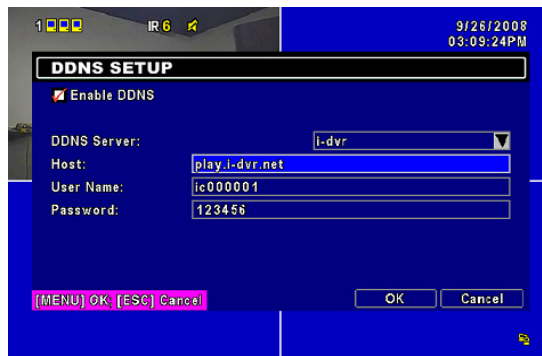 1 IR 6 9/26/2008
03:09:24PM
DDNS SETUP
Enable DDNS
DDNS Server: i-dvr
Host: play.i-dvr.net
User Name: ic000001
Password: 123456
[MENU] OK, [ESC] Cancel OK Cancel